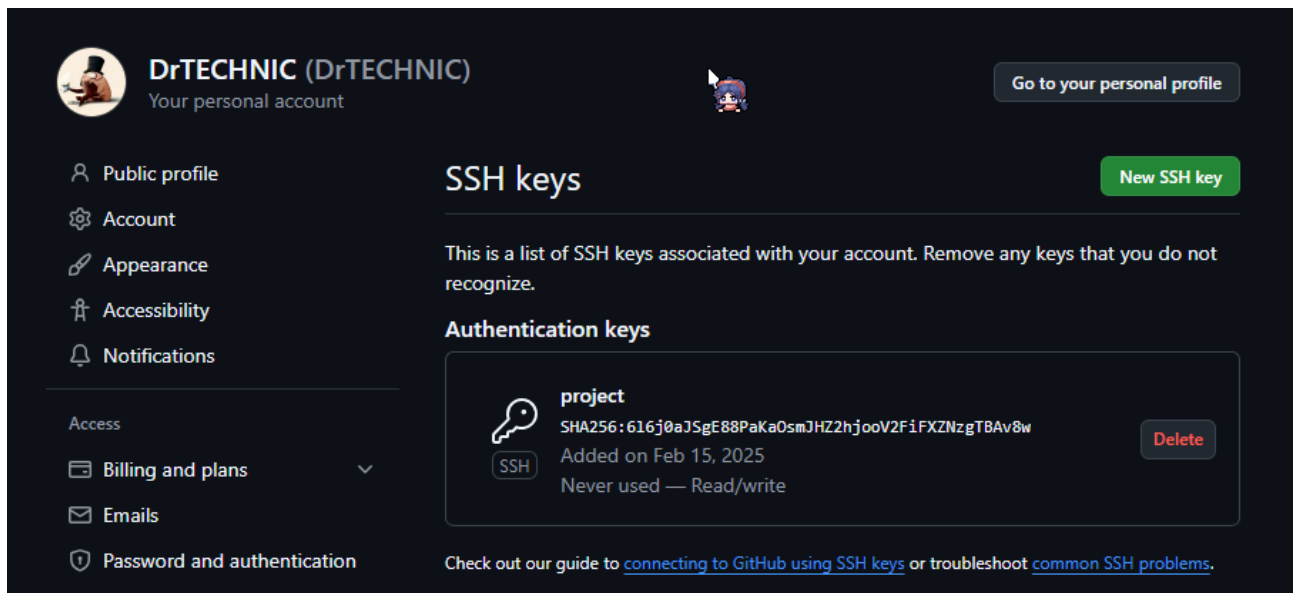 DrTECHNIC (DrTECHNIC)
Your personal account
Go to your personal profile
Public profile
Account
Appearance
Accessibility
Notifications
Access
Billing and plans
Emails
Password and authentication
SSH keys
New SSH key
This is a list of SSH keys associated with your account. Remove any keys that you do not
recognize.
Authentication keys
project
SHA256:6l6j0aJSgE88PaKaOsmJHZ2hjooV2FiFXZNzgTBAv8w
SSH
Added on Feb 15, 2025
Never used — Read/write
Delete
Check out our guide to connecting to GitHub using SSH keys or troubleshoot common SSH problems.